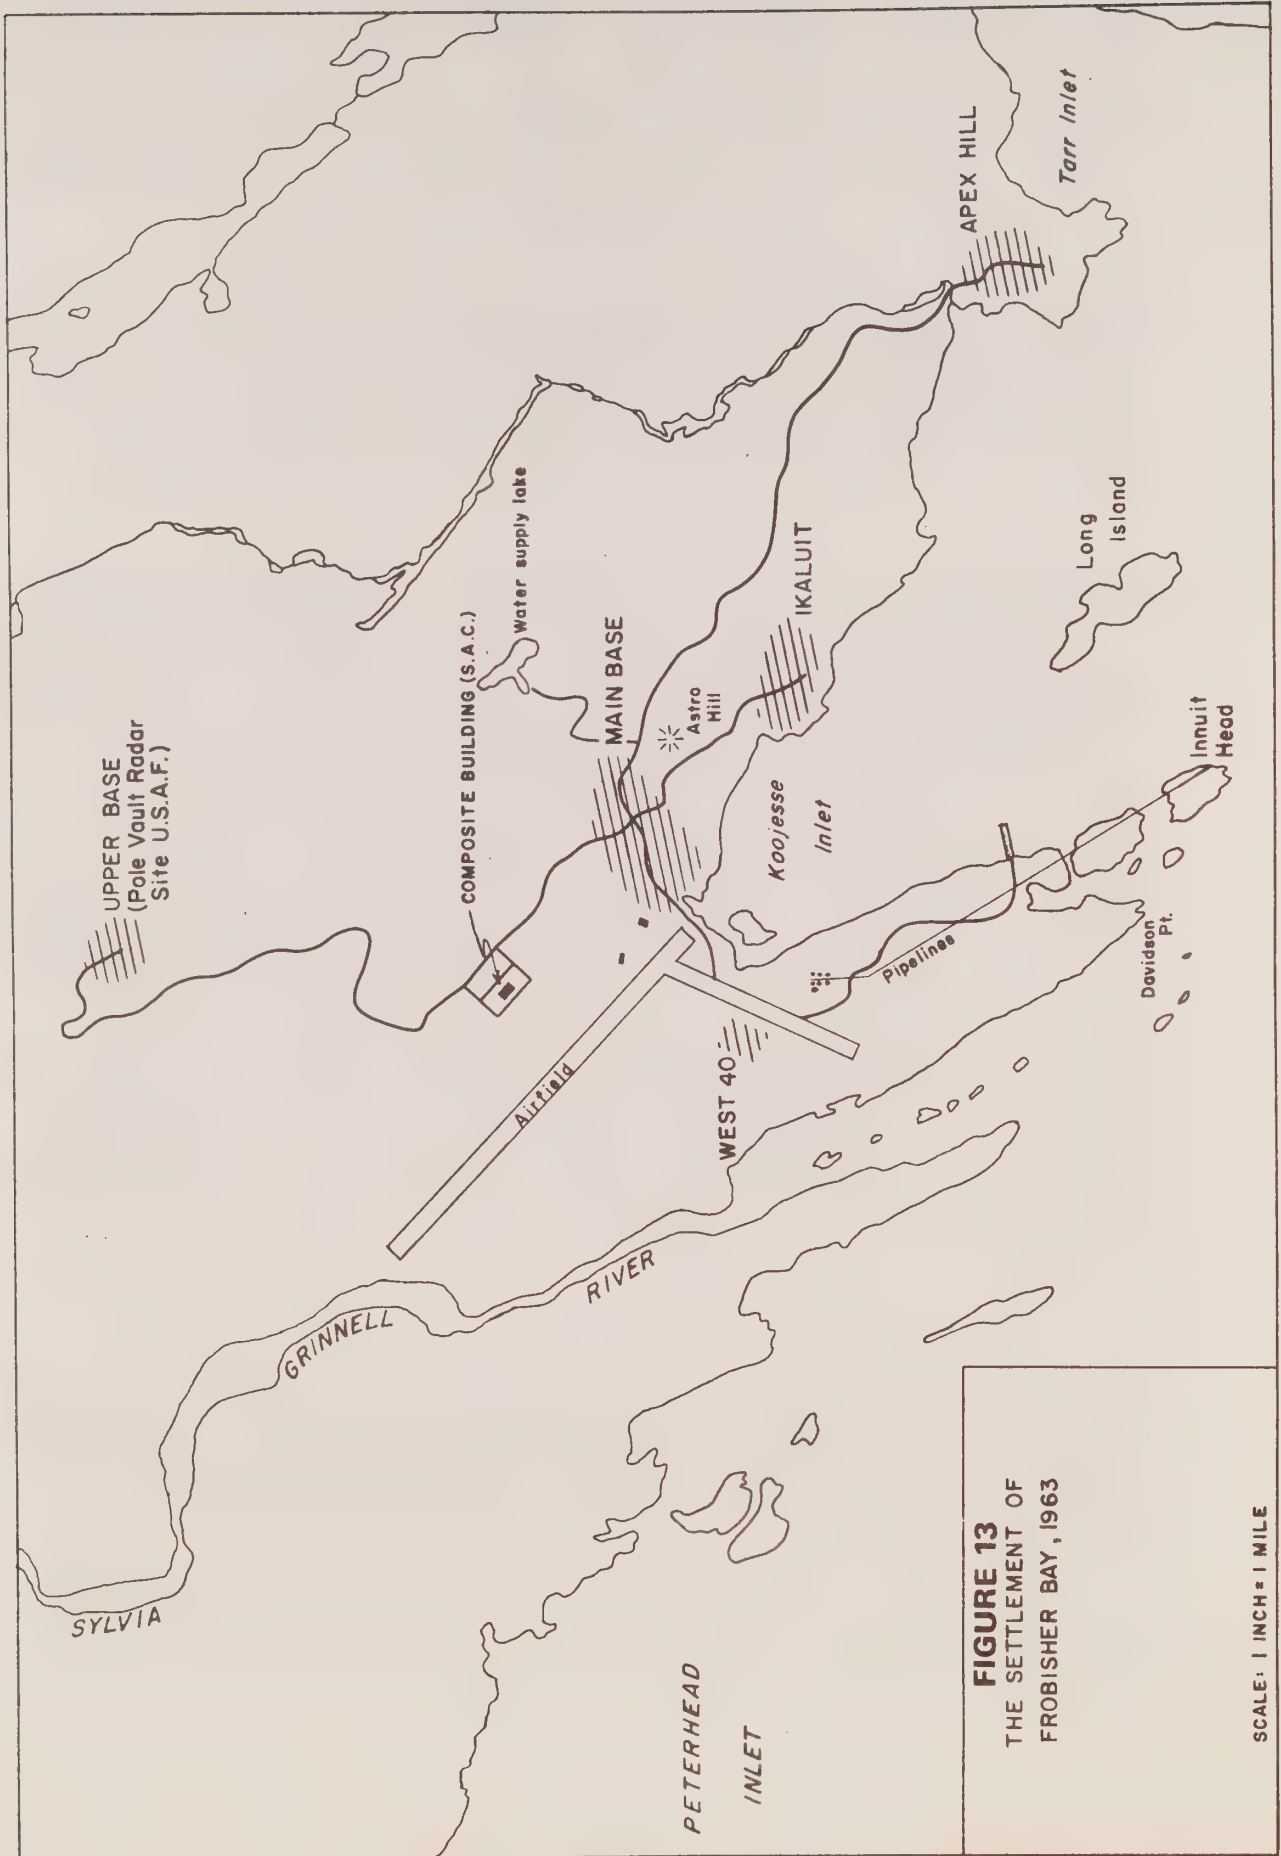 UPPER BASE
(Pole Vault Radar
Site U.S.A.F.)
COMPOSITE BUILDING (S.A.C.)
Water supply lake
MAIN BASE
Astro
Hill
IKALUIT
APEX HILL
Tarr Inlet
Koojesse
Inlet
Long
Island
Innuit
Head
Davidson
Pt.
Pipelines
Airfield
WEST 40
SYLVIA
GRINNELL
RIVER
PETERHEAD
INLET
FIGURE 13
THE SETTLEMENT OF
FROBISHER BAY, 1963
SCALE: 1 INCH = 1 MILE